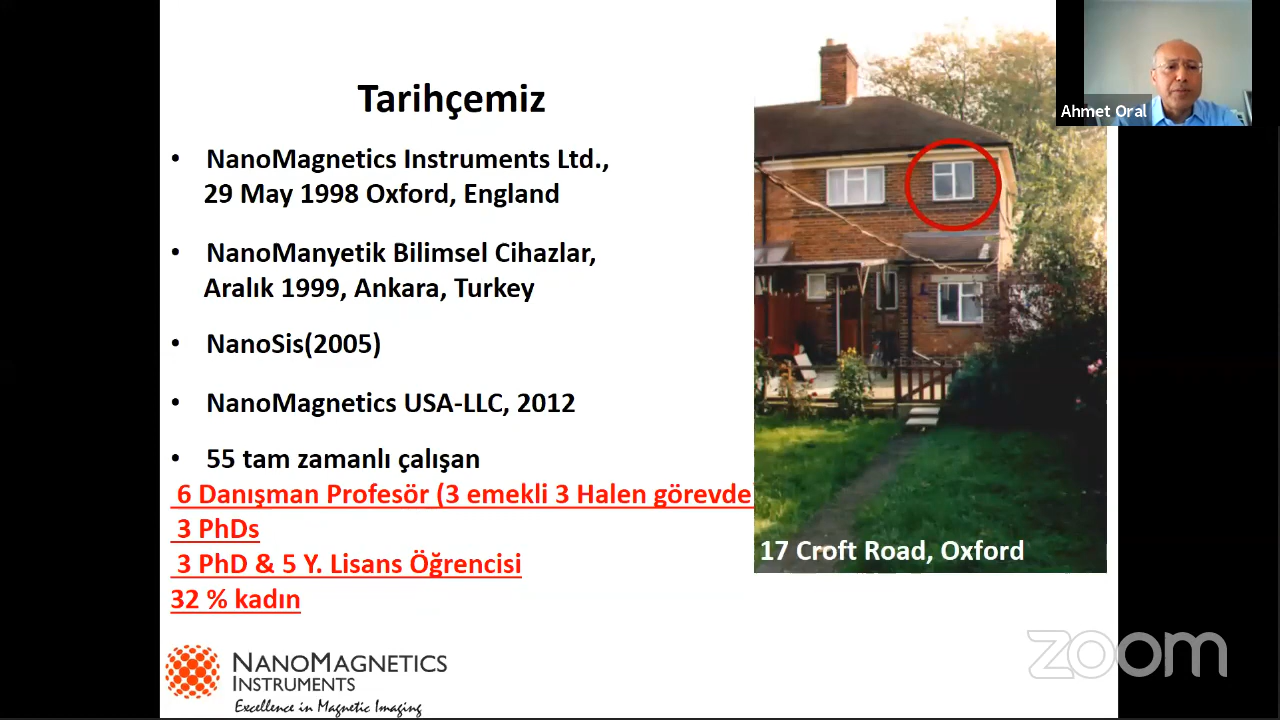 Tarihçemiz
• NanoMagnetics Instruments Ltd.,
29 May 1998 Oxford, England
• NanoManyetik Bilimsel Cihazlar,
Aralık 1999, Ankara, Turkey
• NanoSis(2005)
• NanoMagnetics USA-LLC, 2012
• 55 tam zamanlı çalışan
6 Danışman Profesör (3 emekli 3 Halen görevde
3 PhDs
3 PhD & 5 Y. Lisans Öğrencisi
32 % kadın
17 Croft Road, Oxford
Ahmet Oral
NANOMAGNETICS
INSTRUMENTS
Excellence in Magnetic Imaging
zoom